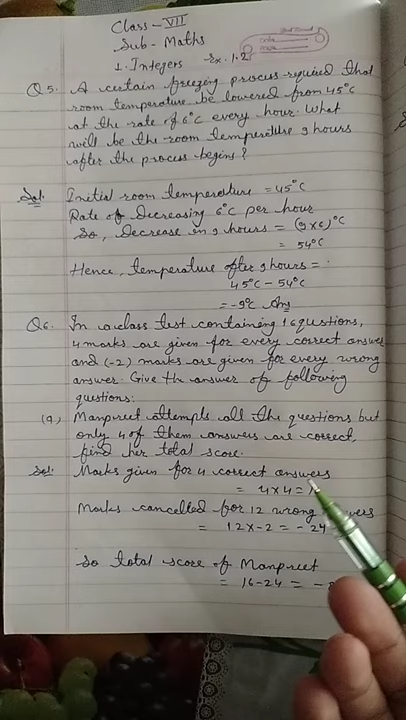 Class - VII
Sub - Maths
1. Integers Ex. 1.2
Q5. A certain freezing process required that
room temperature be lowered from 45°C
at the rate of 6°C every hour. What
will be the room temperature 9 hours
after the process begins?
Sol. Initial room temperature = 45°C
Rate of Decreasing 6°C per hour
So, Decrease in 9 hours = (9×6)°C
= 54°C
Hence, temperature after 9 hours =
45°C - 54°C
= -9°C Ans
Q6. In a class test containing 16 qustions,
4 marks are given for every correct answer
and (-2) marks are given for every wrong
answer. Give the answer of following
questions:
(a) Manpreet attempts all the questions but
only 4 of them answers are correct,
find her total score.
Sol. Marks given for 4 correct answers
= 4×4 =
Marks cancelled for 12 wrong
= 12×-2 = -24
So total score of Manpreet
= 16-24 = -